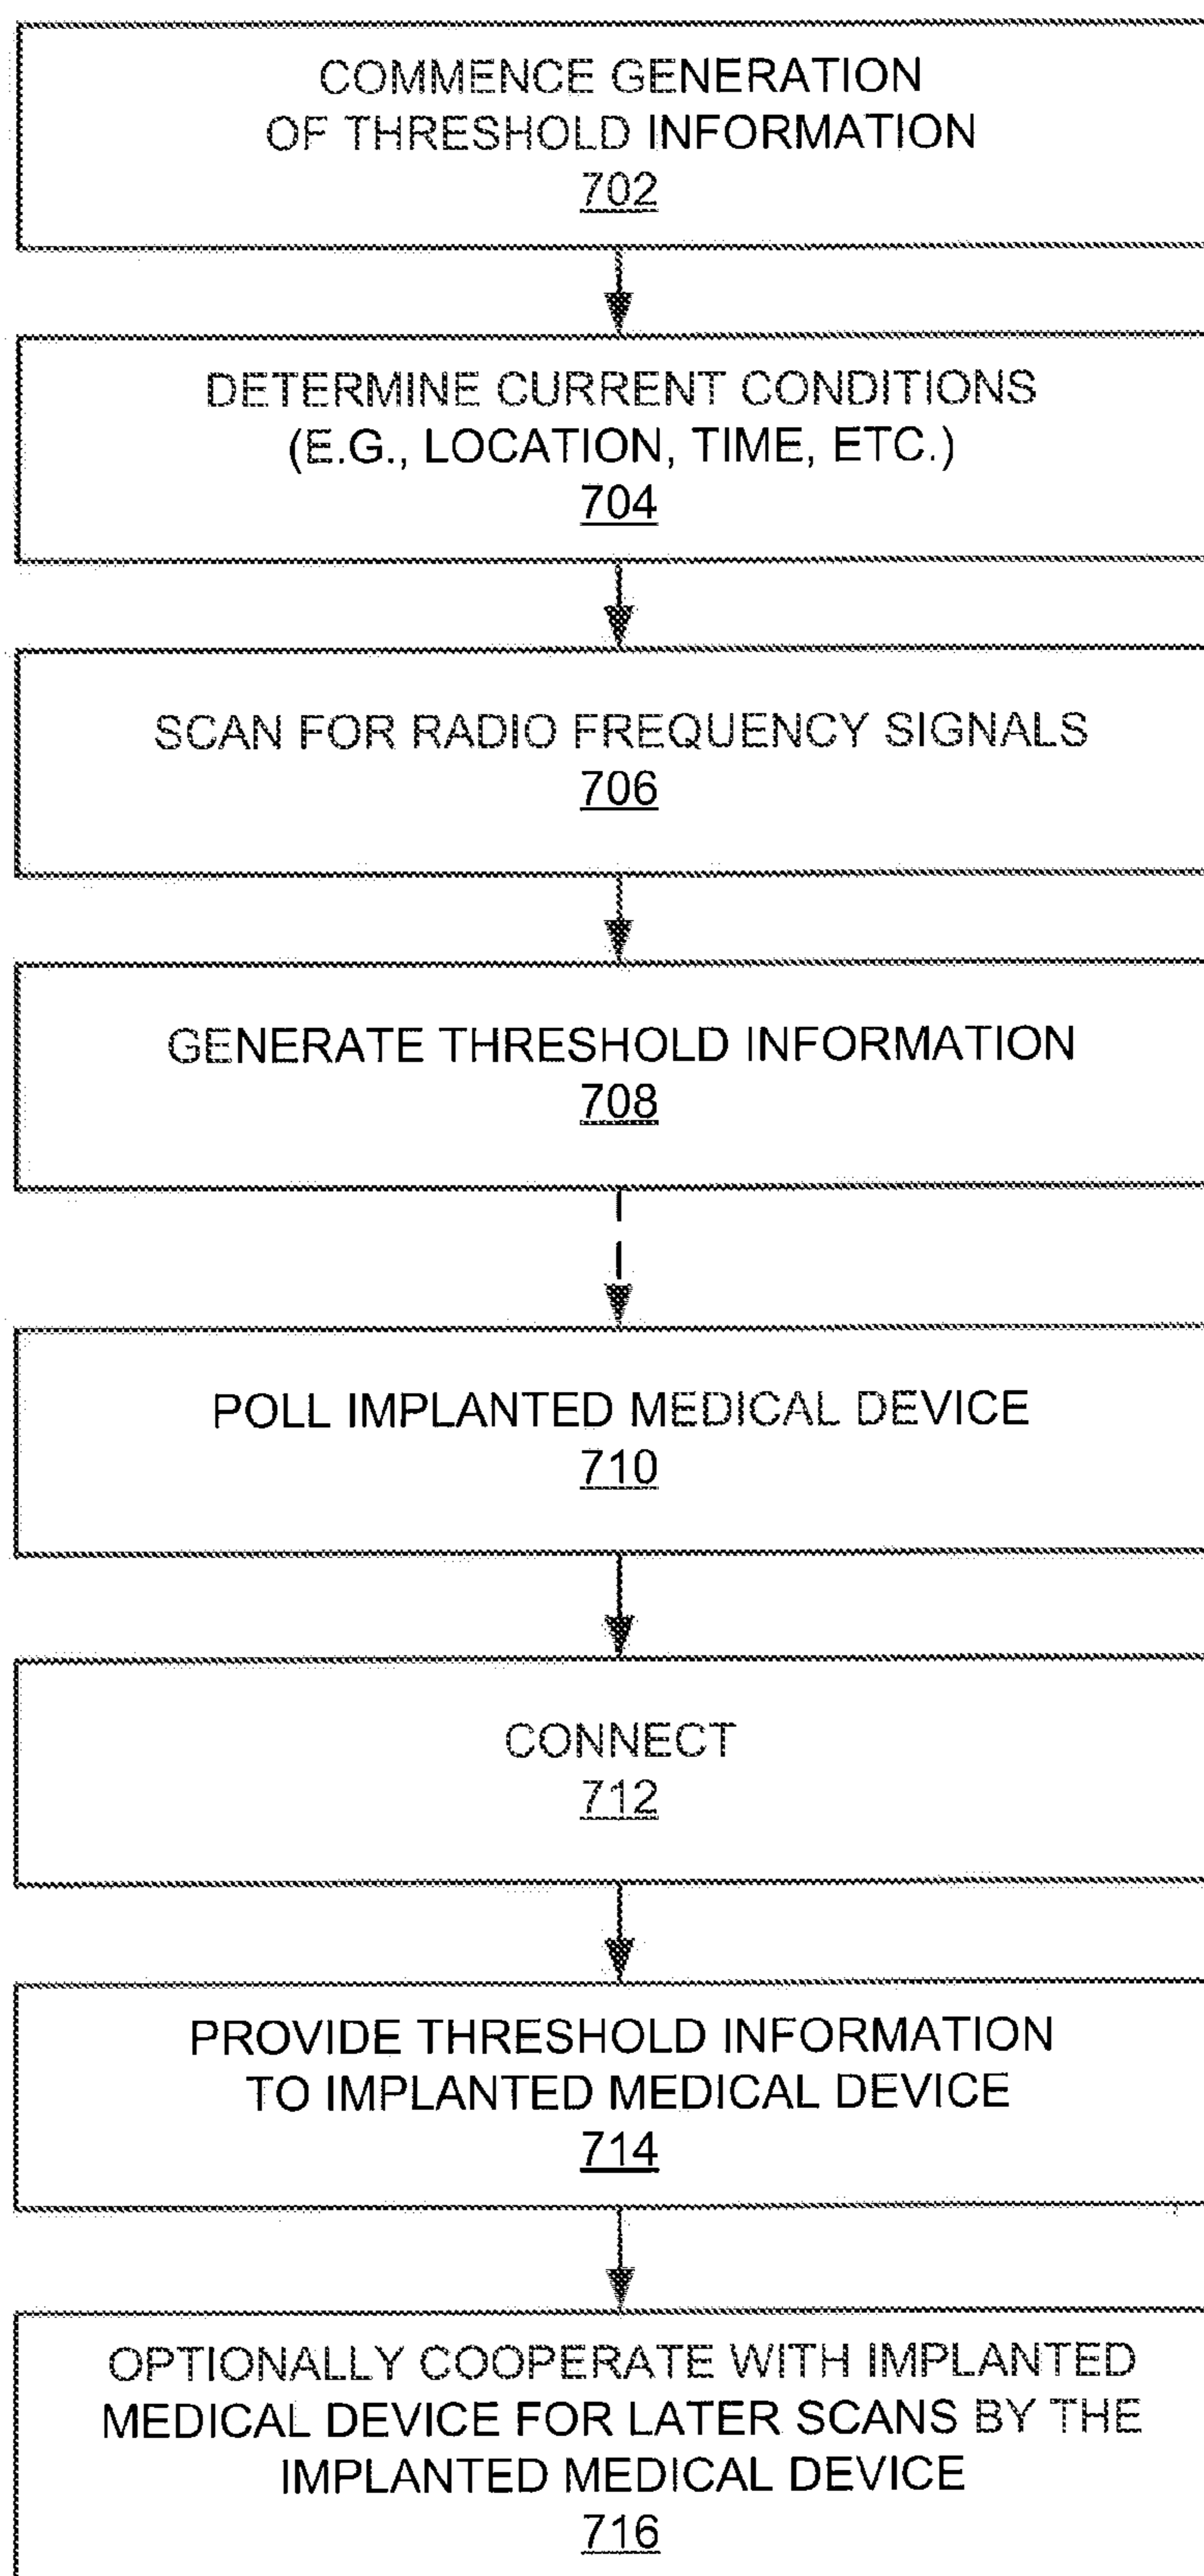 COMMENCE GENERATION
OF THRESHOLD INFORMATION
702
DETERMINE CURRENT CONDITIONS
(E.G., LOCATION, TIME, ETC.)
704
SCAN FOR RADIO FREQUENCY SIGNALS
706
GENERATE THRESHOLD INFORMATION
708
POLL IMPLANTED MEDICAL DEVICE
710
CONNECT
712
PROVIDE THRESHOLD INFORMATION
TO IMPLANTED MEDICAL DEVICE
714
OPTIONALLY COOPERATE WITH IMPLANTED
MEDICAL DEVICE FOR LATER SCANS BY THE
IMPLANTED MEDICAL DEVICE
716